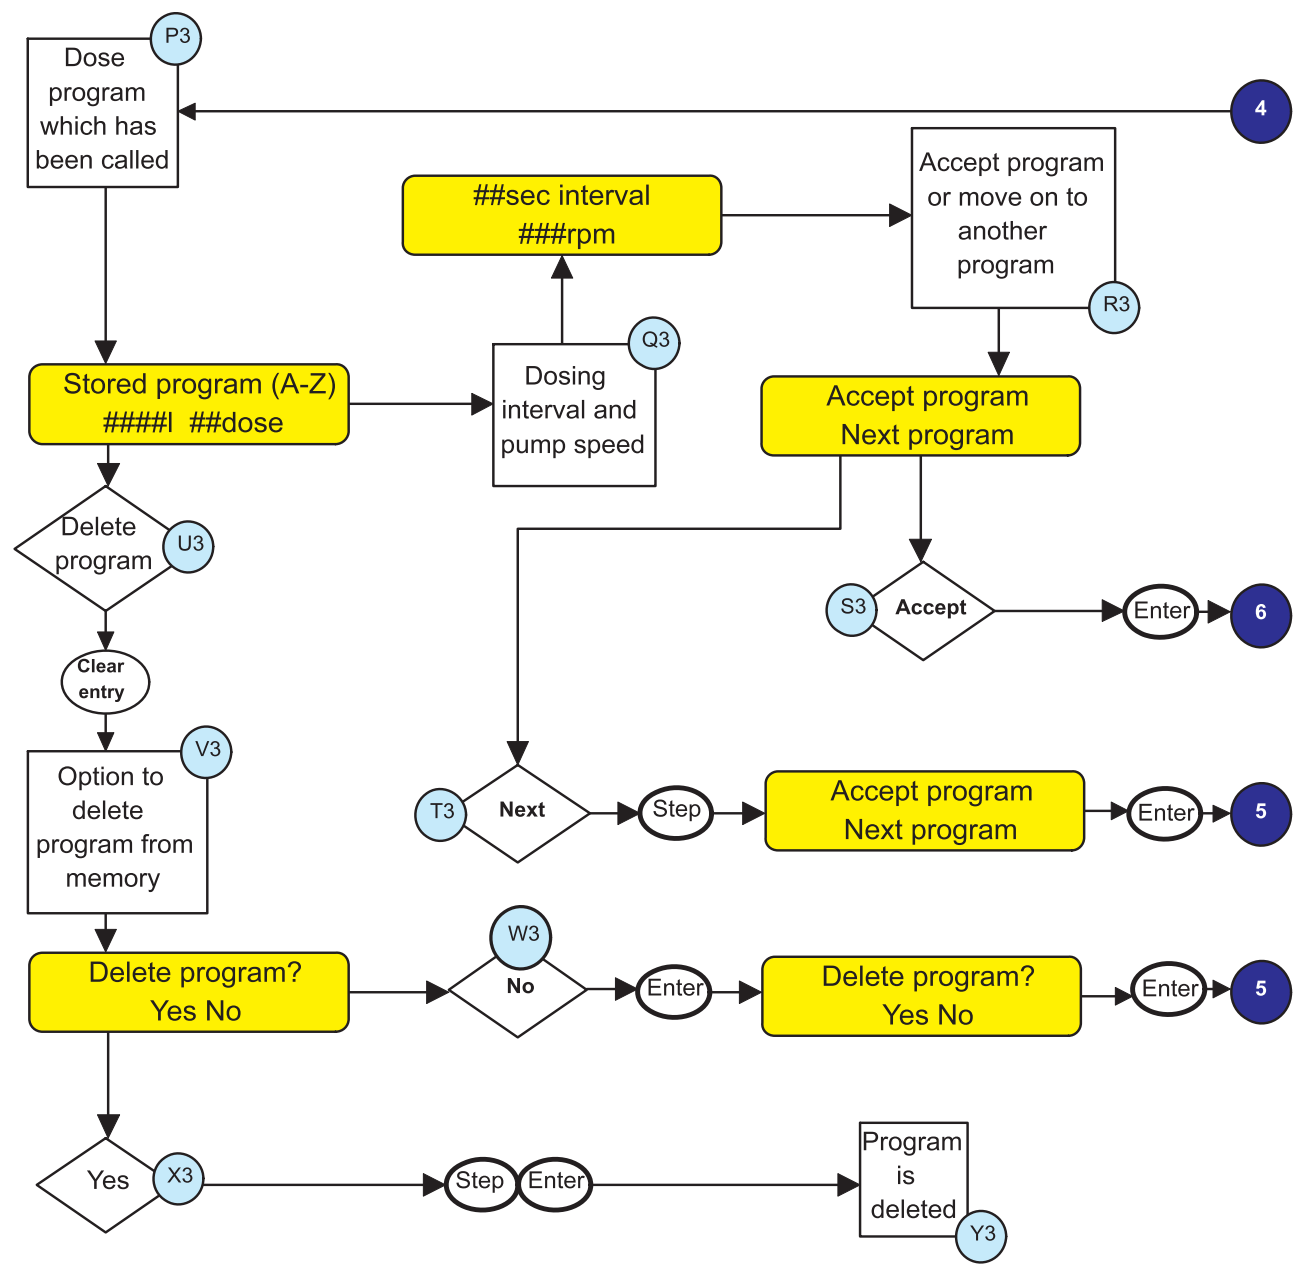 P3
Dose
program
which has
been called
4
##sec interval
###rpm
Accept program
or move on to
another
program
R3
Q3
Dosing
interval and
pump speed
Stored program (A-Z)
####l ##dose
Accept program
Next program
Delete
program
U3
S3
Accept
Enter
6
Clear
entry
V3
Option to
delete
program from
memory
T3
Next
Step
Accept program
Next program
Enter
5
Delete program?
Yes No
W3
No
Enter
Delete program?
Yes No
Enter
5
Yes
X3
Step
Enter
Program
is
deleted
Y3